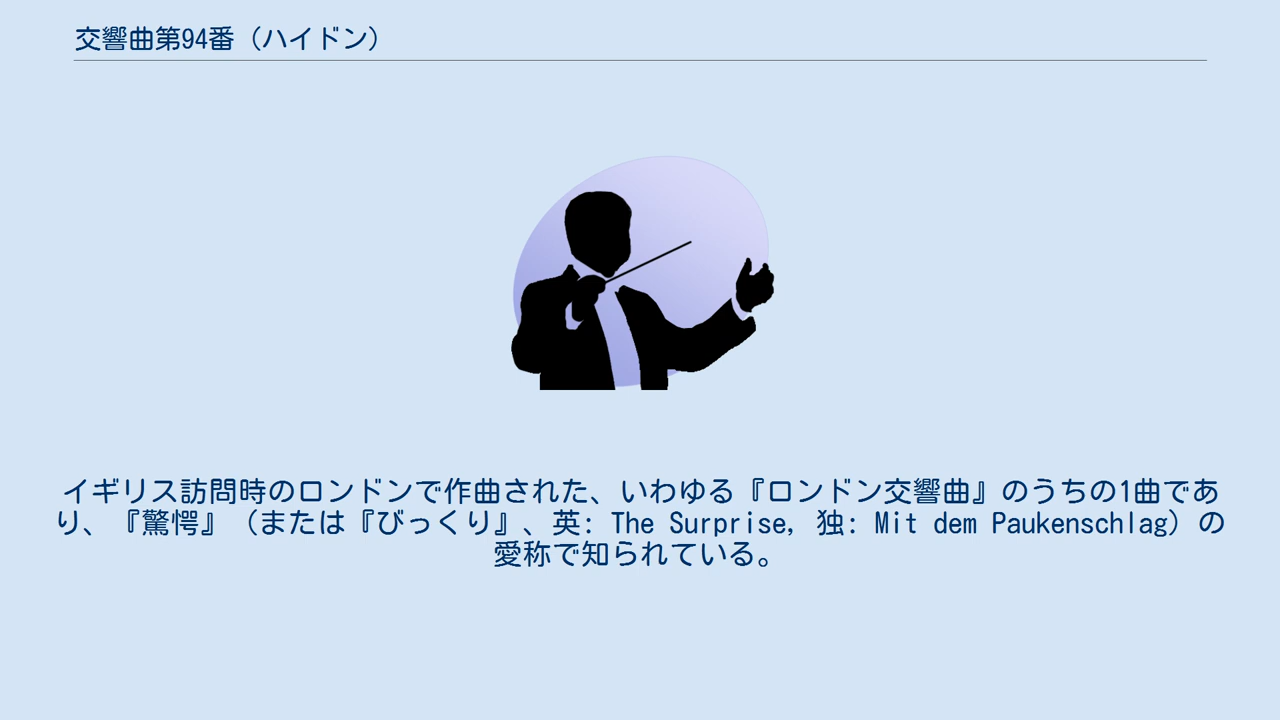 交響曲第94番（ハイドン）
イギリス訪問時のロンドンで作曲された、いわゆる『ロンドン交響曲』のうちの1曲であ
り、『驚愕』（または『びっくり』、英: The Surprise, 独: Mit dem Paukenschlag）の
愛称で知られている。